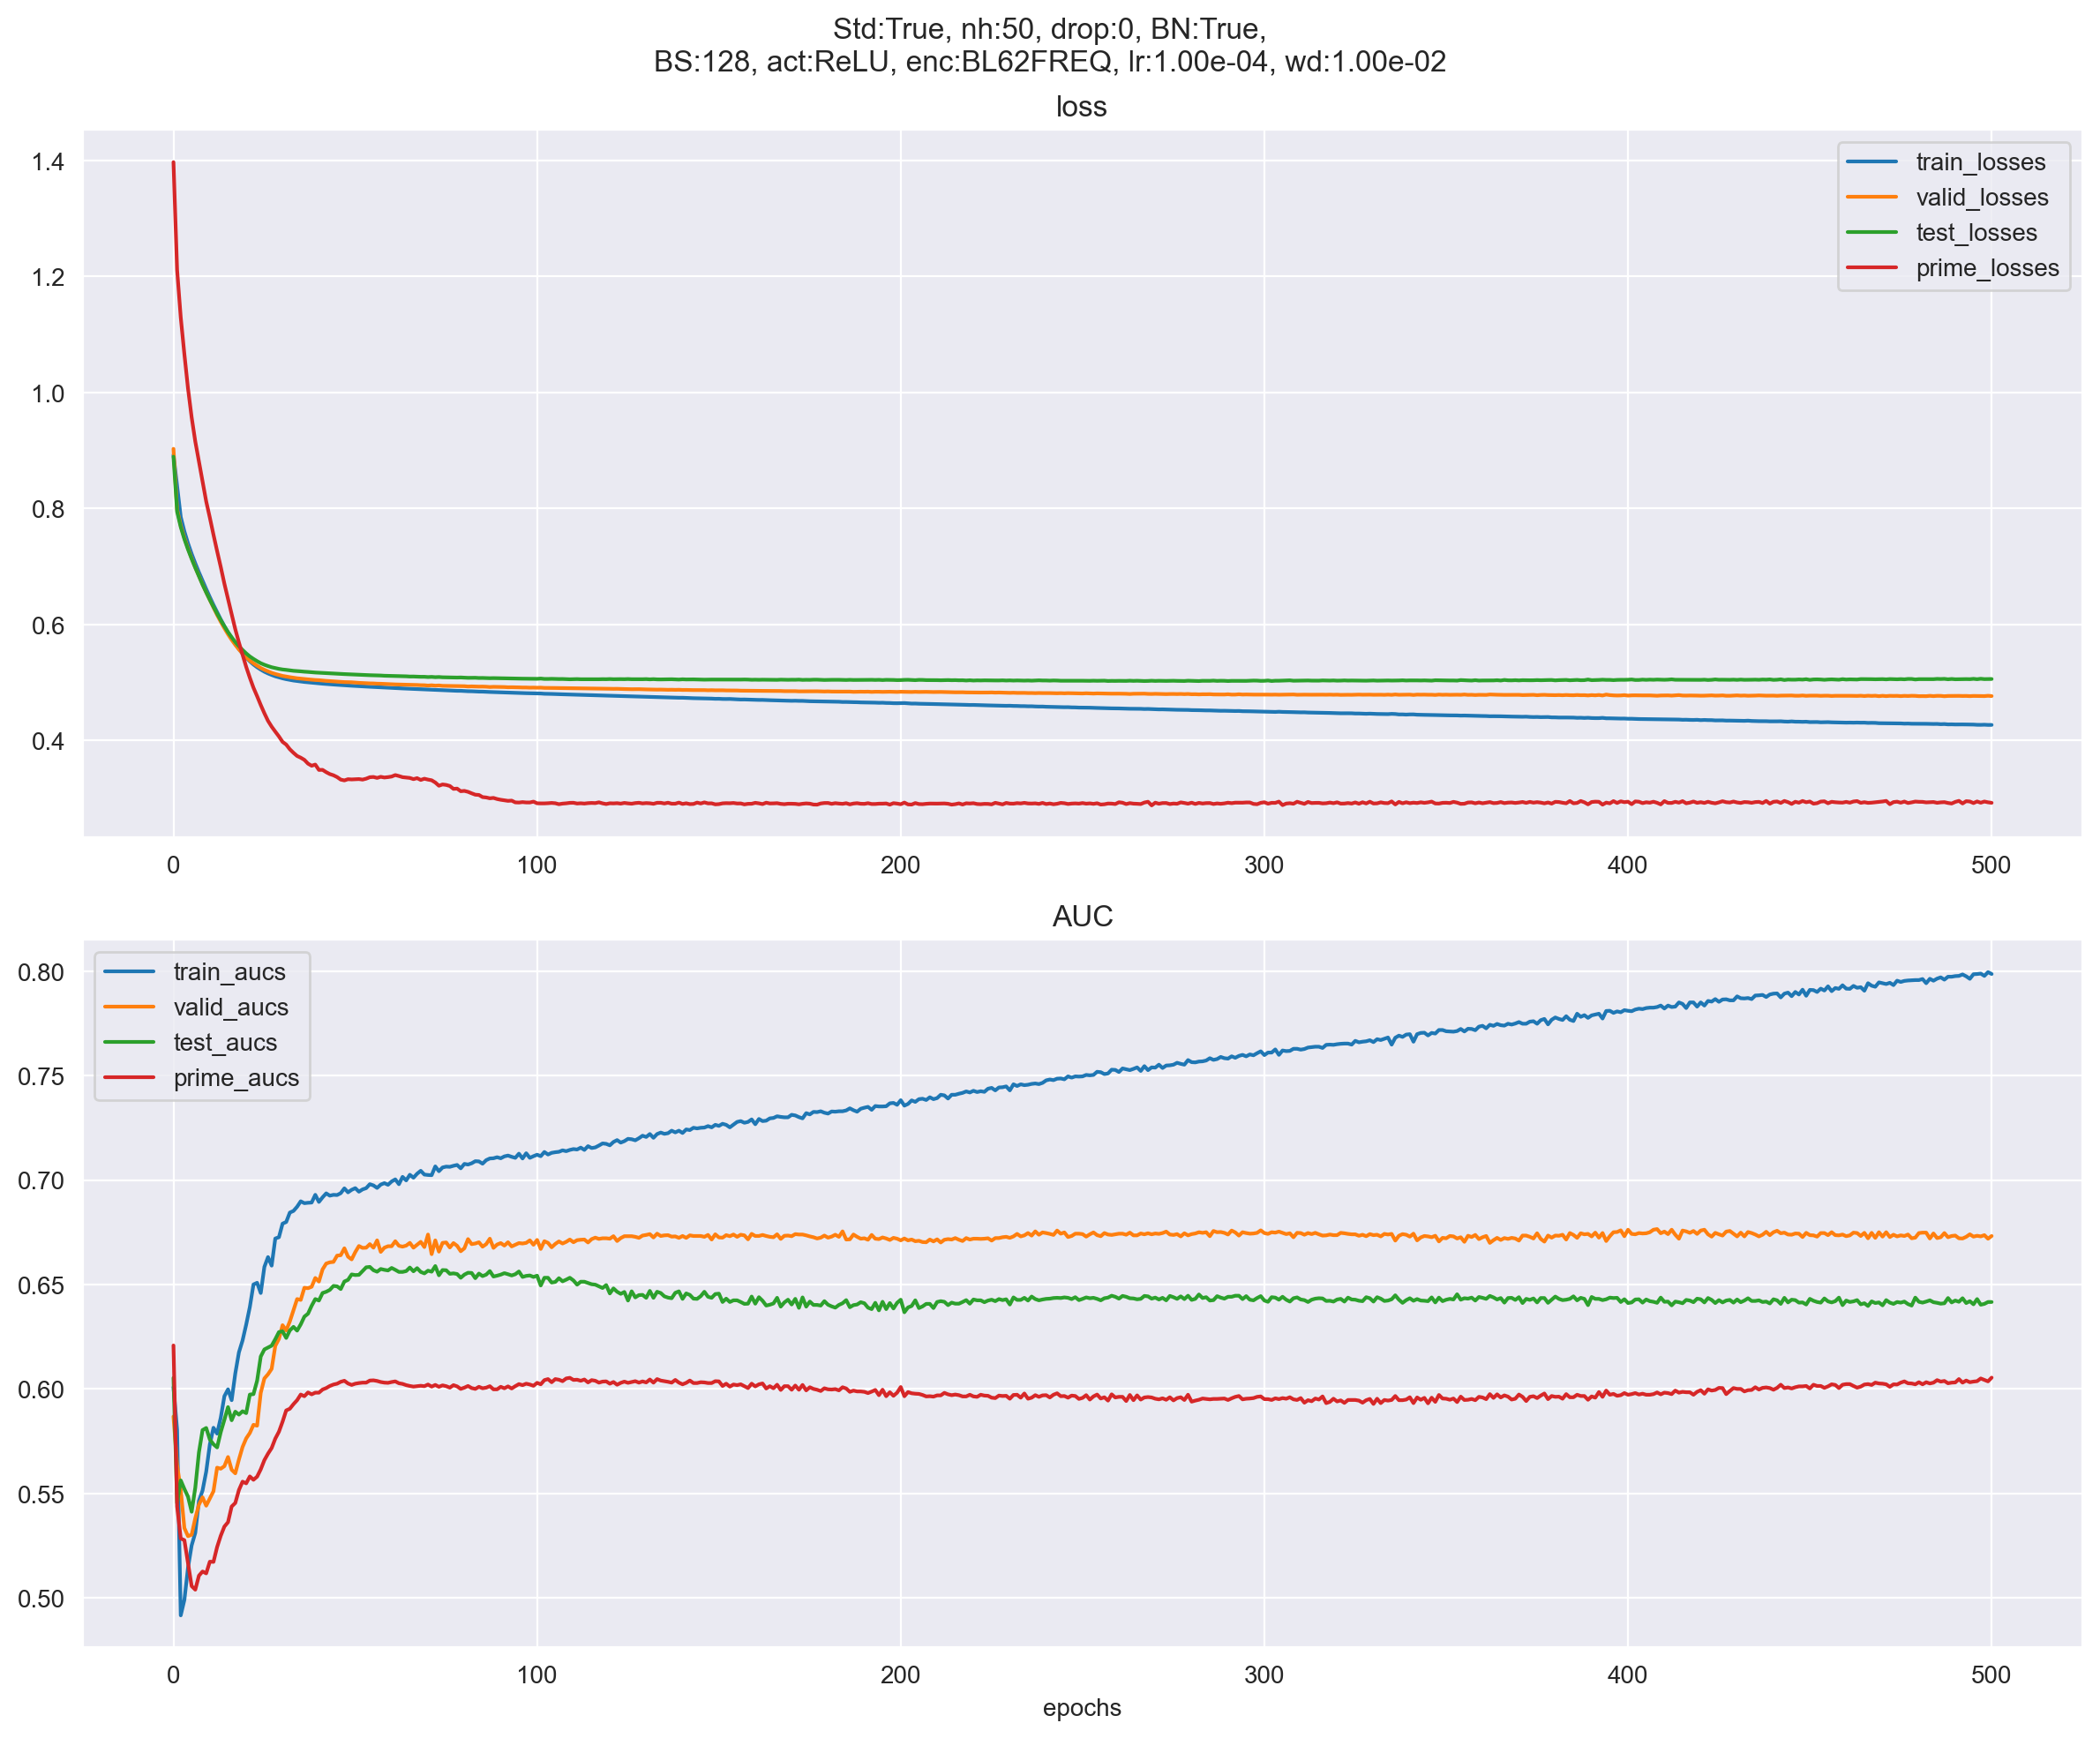 Std:True, nh:50, drop:0, BN:True,
BS:128, act:ReLU, enc:BL62FREQ, lr:1.00e-04, wd:1.00e-02
loss
1.4
1.2
1.0
0.8
0.6
0.4
train_losses
valid_losses
test_losses
prime_losses
0 100 200 300 400 500
AUC
0.80
0.75
0.70
0.65
0.60
0.55
0.50
train_aucs
valid_aucs
test_aucs
prime_aucs
0 100 200 300 400 500
epochs